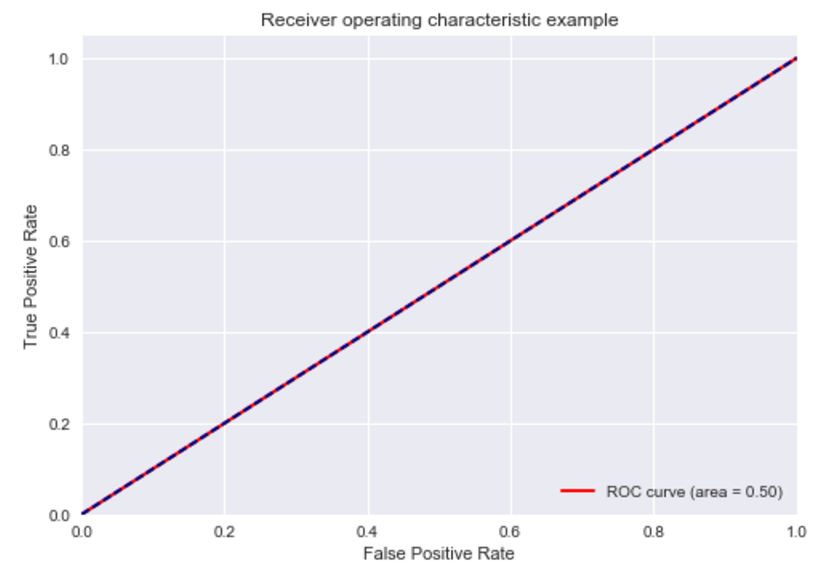 Receiver operating characteristic example
True Positive Rate
1.0
0.8
0.6
0.4
0.2
0.0
ROC curve (area = 0.50)
0.0 0.2 0.4 0.6 0.8 1.0
False Positive Rate